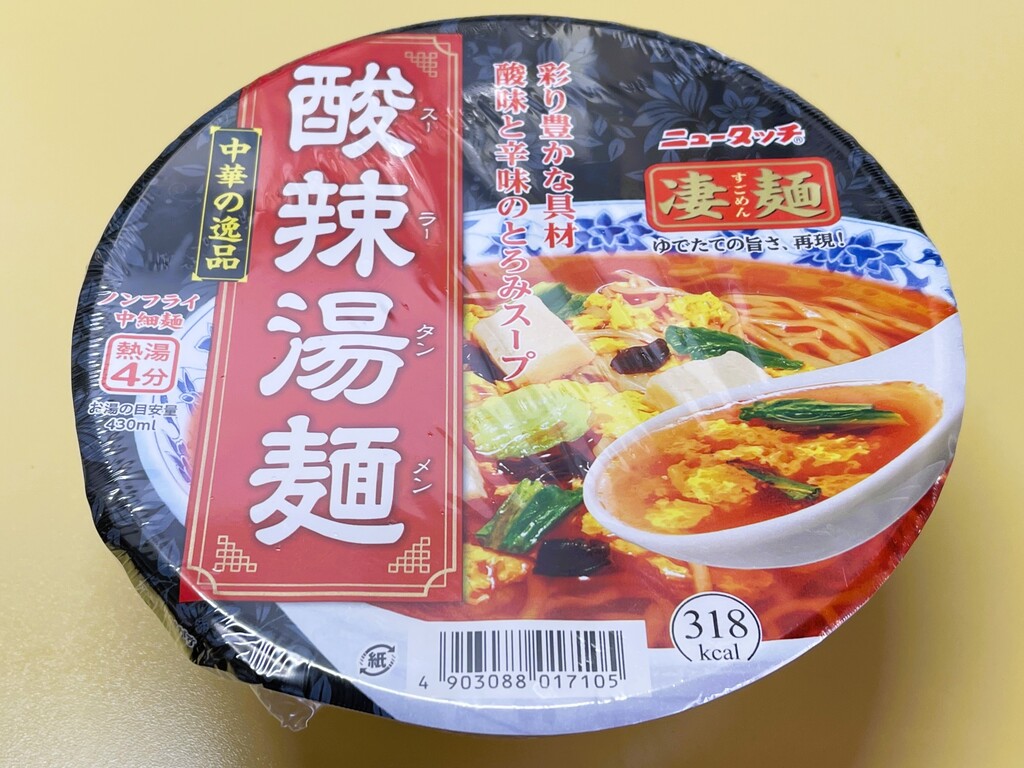 彩り豊かな具材
酸味と辛味のとろみスープ
酸辣湯麺
スーラータンメン
中華の逸品
ニュータッチ®
凄麺
すごめん
ゆでたての旨さ、再現!
ノンフライ
中細麺
熱湯
4分
お湯の目安量
430ml
紙
4 903088 017105
318
kcal